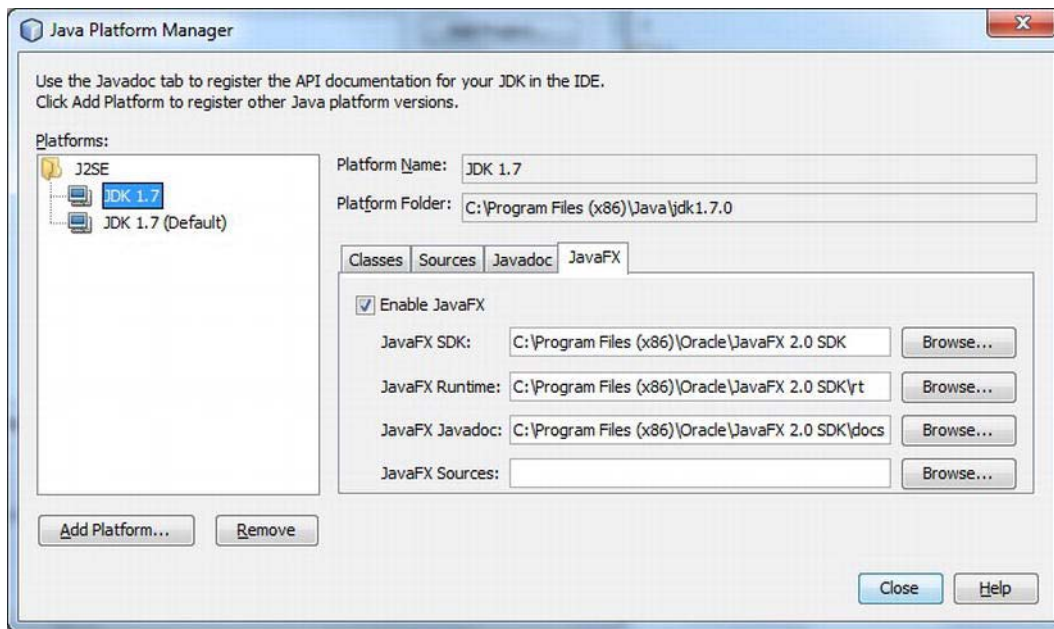 Java Platform Manager
Use the Javadoc tab to register the API documentation for your JDK in the IDE.
Click Add Platform to register other Java platform versions.
Platforms:
J2SE
JDK 1.7
JDK 1.7 (Default)
Platform Name: JDK 1.7
Platform Folder: C:\Program Files (x86)\Java\jdk1.7.0
Classes Sources Javadoc JavaFX
Enable JavaFX
JavaFX SDK: C:\Program Files (x86)\Oracle\JavaFX 2.0 SDK Browse...
JavaFX Runtime: C:\Program Files (x86)\Oracle\JavaFX 2.0 SDK\rt Browse...
JavaFX Javadoc: C:\Program Files (x86)\Oracle\JavaFX 2.0 SDK\docs Browse...
JavaFX Sources: Browse...
Add Platform... Remove
Close Help